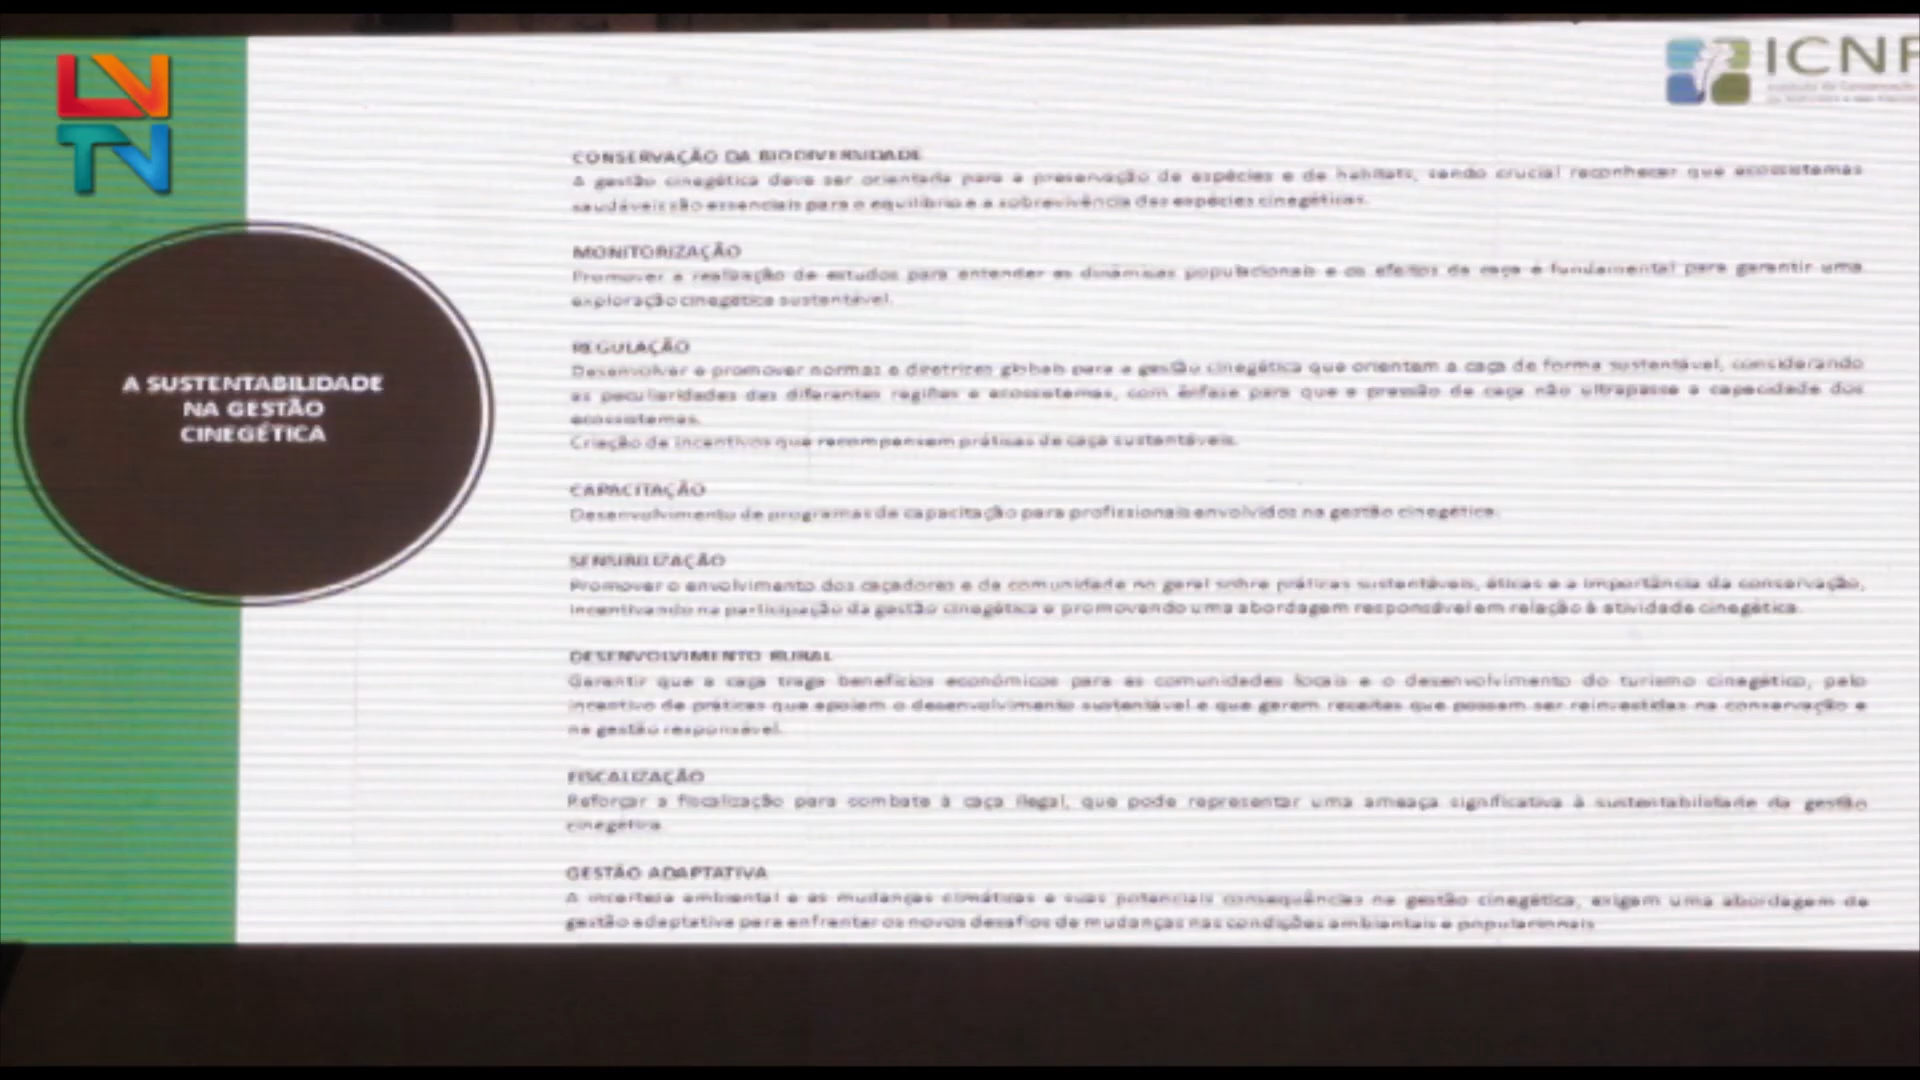 LVTN
ICNF
A SUSTENTABILIDADE
NA GESTÃO
CINEGÉTICA
CONSERVAÇÃO DA BIODIVERSIDADE
A gestão cinegética deve ser orientada para a preservação de espécies e de habitats, sendo crucial reconhecer que ecossistemas
saudáveis são essenciais para o equilíbrio e a sobrevivência das espécies cinegéticas.
MONITORIZAÇÃO
Promover a realização de estudos para entender as dinâmicas populacionais e os efeitos da caça é fundamental para garantir uma
exploração cinegética sustentável.
REGULAÇÃO
Desenvolver e promover normas e diretrizes globais para a gestão cinegética que orientam a caça de forma sustentável, considerando
as peculiaridades das diferentes regiões e ecossistemas, com ênfase para que a pressão de caça não ultrapasse a capacidade dos
ecossistemas.
Criação de incentivos que recompensem práticas de caça sustentáveis.
CAPACITAÇÃO
Desenvolvimento de programas de capacitação para profissionais envolvidos na gestão cinegética.
SENSIBILIZAÇÃO
Promover o envolvimento dos caçadores e da comunidade no geral sobre práticas sustentáveis, éticas e a importância da conservação,
incentivando na participação da gestão cinegética e promovendo uma abordagem responsável em relação à atividade cinegética.
DESENVOLVIMENTO RURAL
Garantir que a caça traga benefícios económicos para as comunidades locais e o desenvolvimento do turismo cinegético, pelo
incentivo de práticas que apoiem o desenvolvimento sustentável e que gerem receitas que possam ser reinvestidas na conservação e
na gestão responsável.
FISCALIZAÇÃO
Reforçar a fiscalização para combate à caça ilegal, que pode representar uma ameaça significativa à sustentabilidade da gestão
cinegética.
GESTÃO ADAPTATIVA
A incerteza ambiental e as mudanças climáticas e suas potenciais consequências na gestão cinegética, exigem uma abordagem de
gestão adaptativa para enfrentar os novos desafios de mudanças nas condições ambientais e populacionais